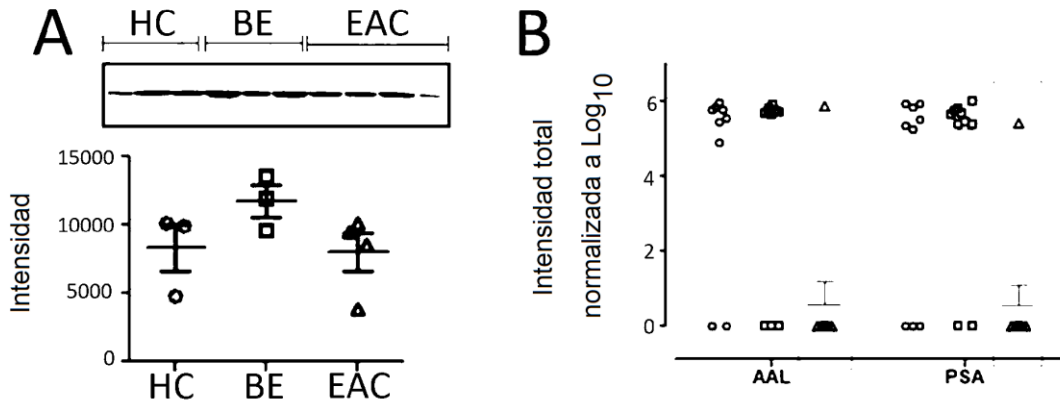 A
HC BE EAC
15000
10000
5000
0
Intensidad
HC BE EAC
B
Intensidad total
normalizada a Log10
6
4
2
0
AAL PSA